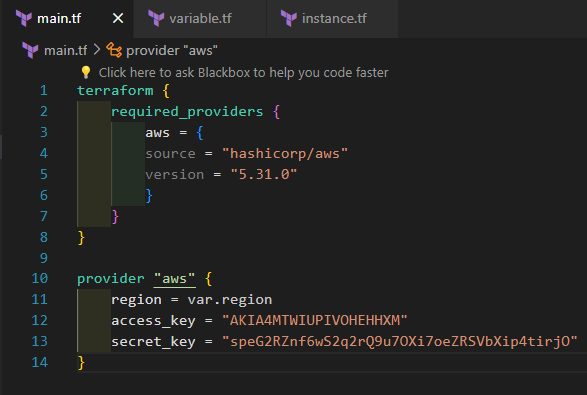 main.tf
variable.tf
instance.tf
main.tf > provider "aws"
Click here to ask Blackbox to help you code faster
1 terraform {
2 required_providers {
3 aws = {
4 source = "hashicorp/aws"
5 version = "5.31.0"
6 }
7 }
8 }
9
10 provider "aws" {
11 region = var.region
12 access_key = "AKIA4MTWIUPIVOHEHHXM"
13 secret_key = "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"
14 }